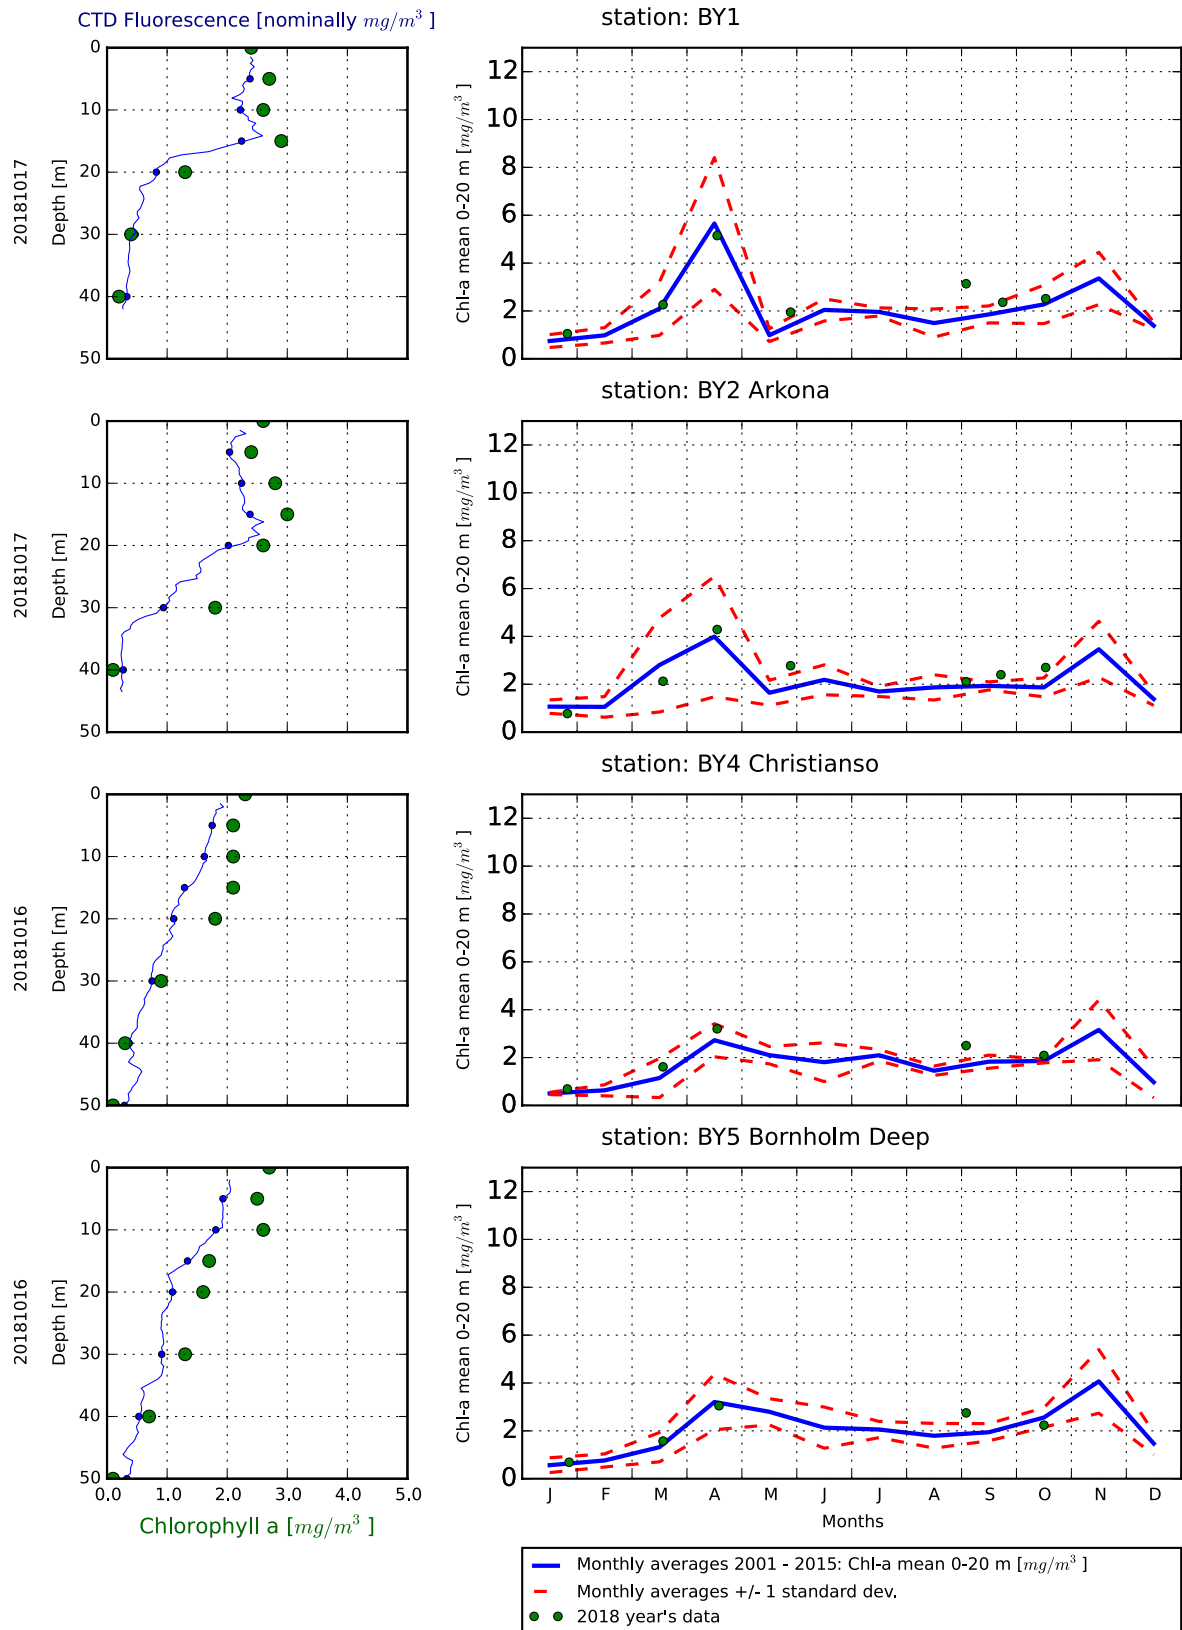 CTD Fluorescence [nominally mg/m³ ]
station: BY1
20181017
Depth [m]
0
10
20
30
40
50
Chl-a mean 0-20 m [mg/m³ ]
12
10
8
6
4
2
0
station: BY2 Arkona
20181017
Depth [m]
0
10
20
30
40
50
Chl-a mean 0-20 m [mg/m³ ]
12
10
8
6
4
2
0
station: BY4 Christianso
20181016
Depth [m]
0
10
20
30
40
50
Chl-a mean 0-20 m [mg/m³ ]
12
10
8
6
4
2
0
station: BY5 Bornholm Deep
20181016
Depth [m]
0
10
20
30
40
50
0.0 1.0 2.0 3.0 4.0 5.0
Chlorophyll a [mg/m³ ]
Chl-a mean 0-20 m [mg/m³ ]
12
10
8
6
4
2
0
J F M A M J J A S O N D
Months
Monthly averages 2001 - 2015: Chl-a mean 0-20 m [mg/m³ ]
Monthly averages +/- 1 standard dev.
2018 year's data